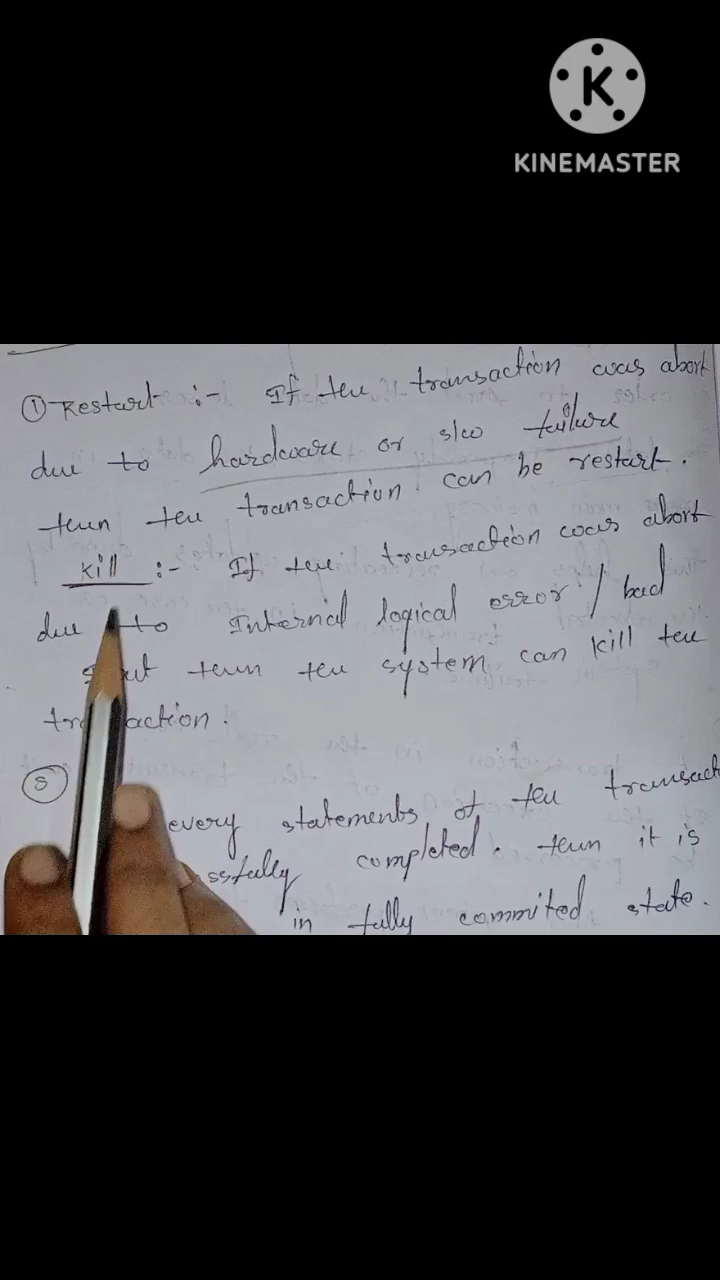 KINEMASTER
① Restart :- If the transaction was abort
due to hardware or s/w failure
then the transaction can be restart.
kill :- If the transaction was abort
due to Internal logical error / bad
then the system can kill the
action.
5
every statements of the transact
ssfully completed. then it is
in fully commited state.